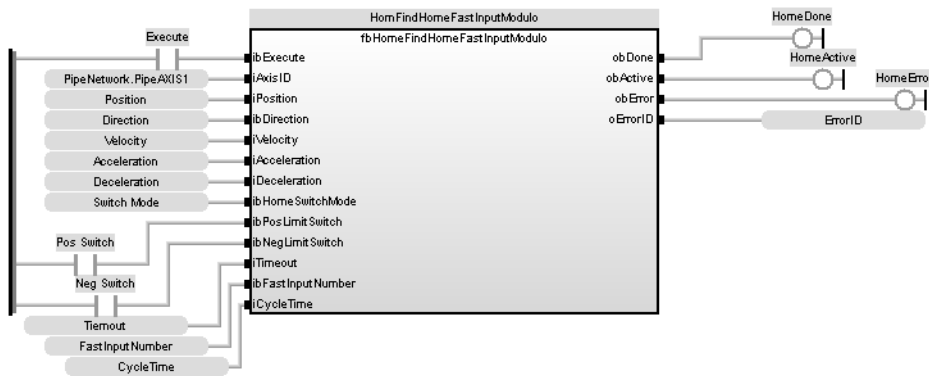 HomFindHomeFastInputModulo
fbHomeFindHomeFastInputModulo
HomeDone
Execute
ibExecute
obDone
HomeActive
PipeNetwork.PipeAXIS1
iAxisID
obActive
HomeErro
Position
iPosition
obError
Direction
ibDirection
oErrorID
ErrorID
Velocity
iVelocity
Acceleration
iAcceleration
Deceleration
iDeceleration
Switch Mode
ibHomeSwitchMode
ibPosLimitSwitch
Pos Switch
ibNegLimitSwitch
iTimeout
Neg Switch
ibFastInputNumber
iCycleTime
Tiemout
FastInputNumber
CycleTime